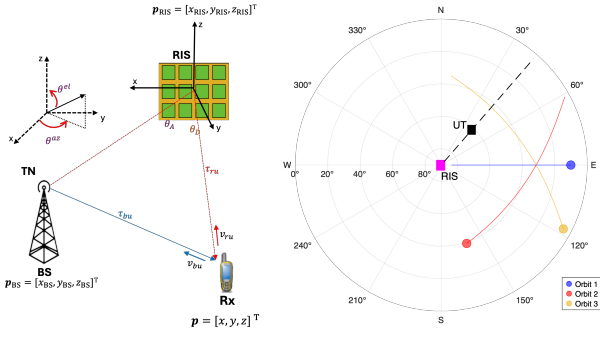 p_RIS = [x_RIS, y_RIS, z_RIS]^T
RIS
z
x
y
θ_A
θ_D
z
θ^el
y
x
θ^az
TN
τ_ru
τ_bu
v_ru
v_bu
BS
Rx
p_BS = [x_BS, y_BS, z_BS]^T
p = [x, y, z]^T
N
330°
30°
300°
60°
UT
W
E
RIS
0°
20°
40°
60°
80°
240°
120°
210°
150°
S
Orbit 1
Orbit 2
Orbit 3